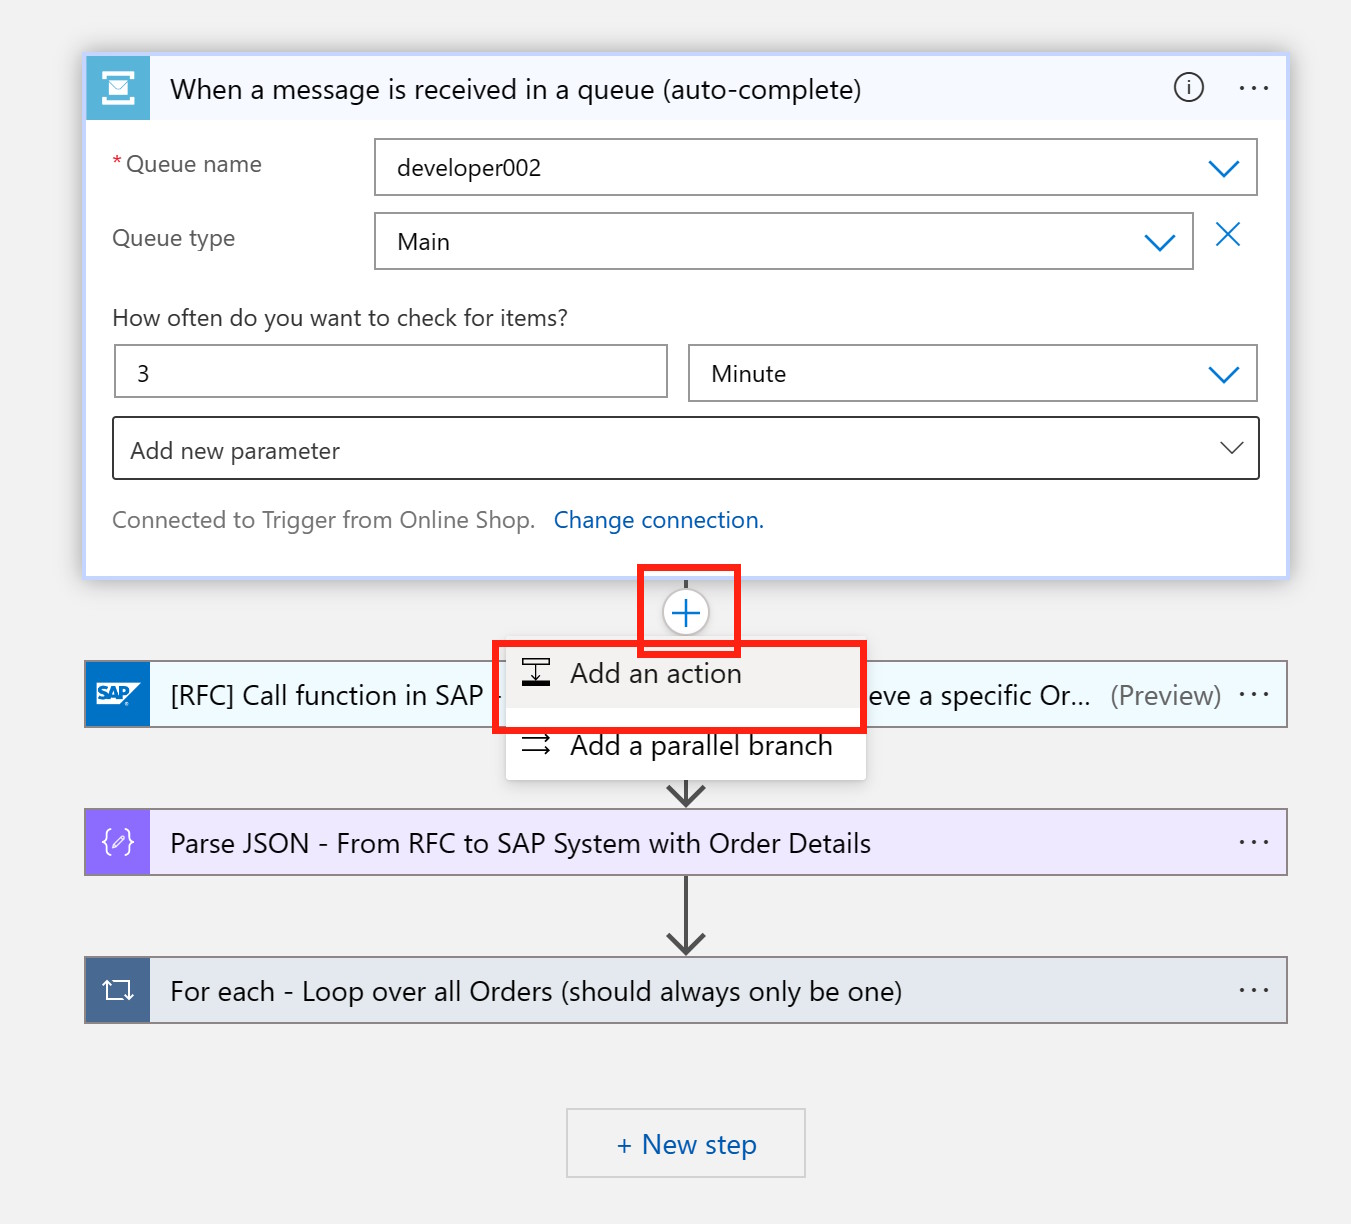 When a message is received in a queue (auto-complete)
* Queue name
developer002
Queue type
Main
How often do you want to check for items?
3
Minute
Add new parameter
Connected to Trigger from Online Shop. Change connection.
Add an action
SAP
[RFC] Call function in SAP - eve a specific Or... (Preview)
Add a parallel branch
Parse JSON - From RFC to SAP System with Order Details
For each - Loop over all Orders (should always only be one)
+ New step